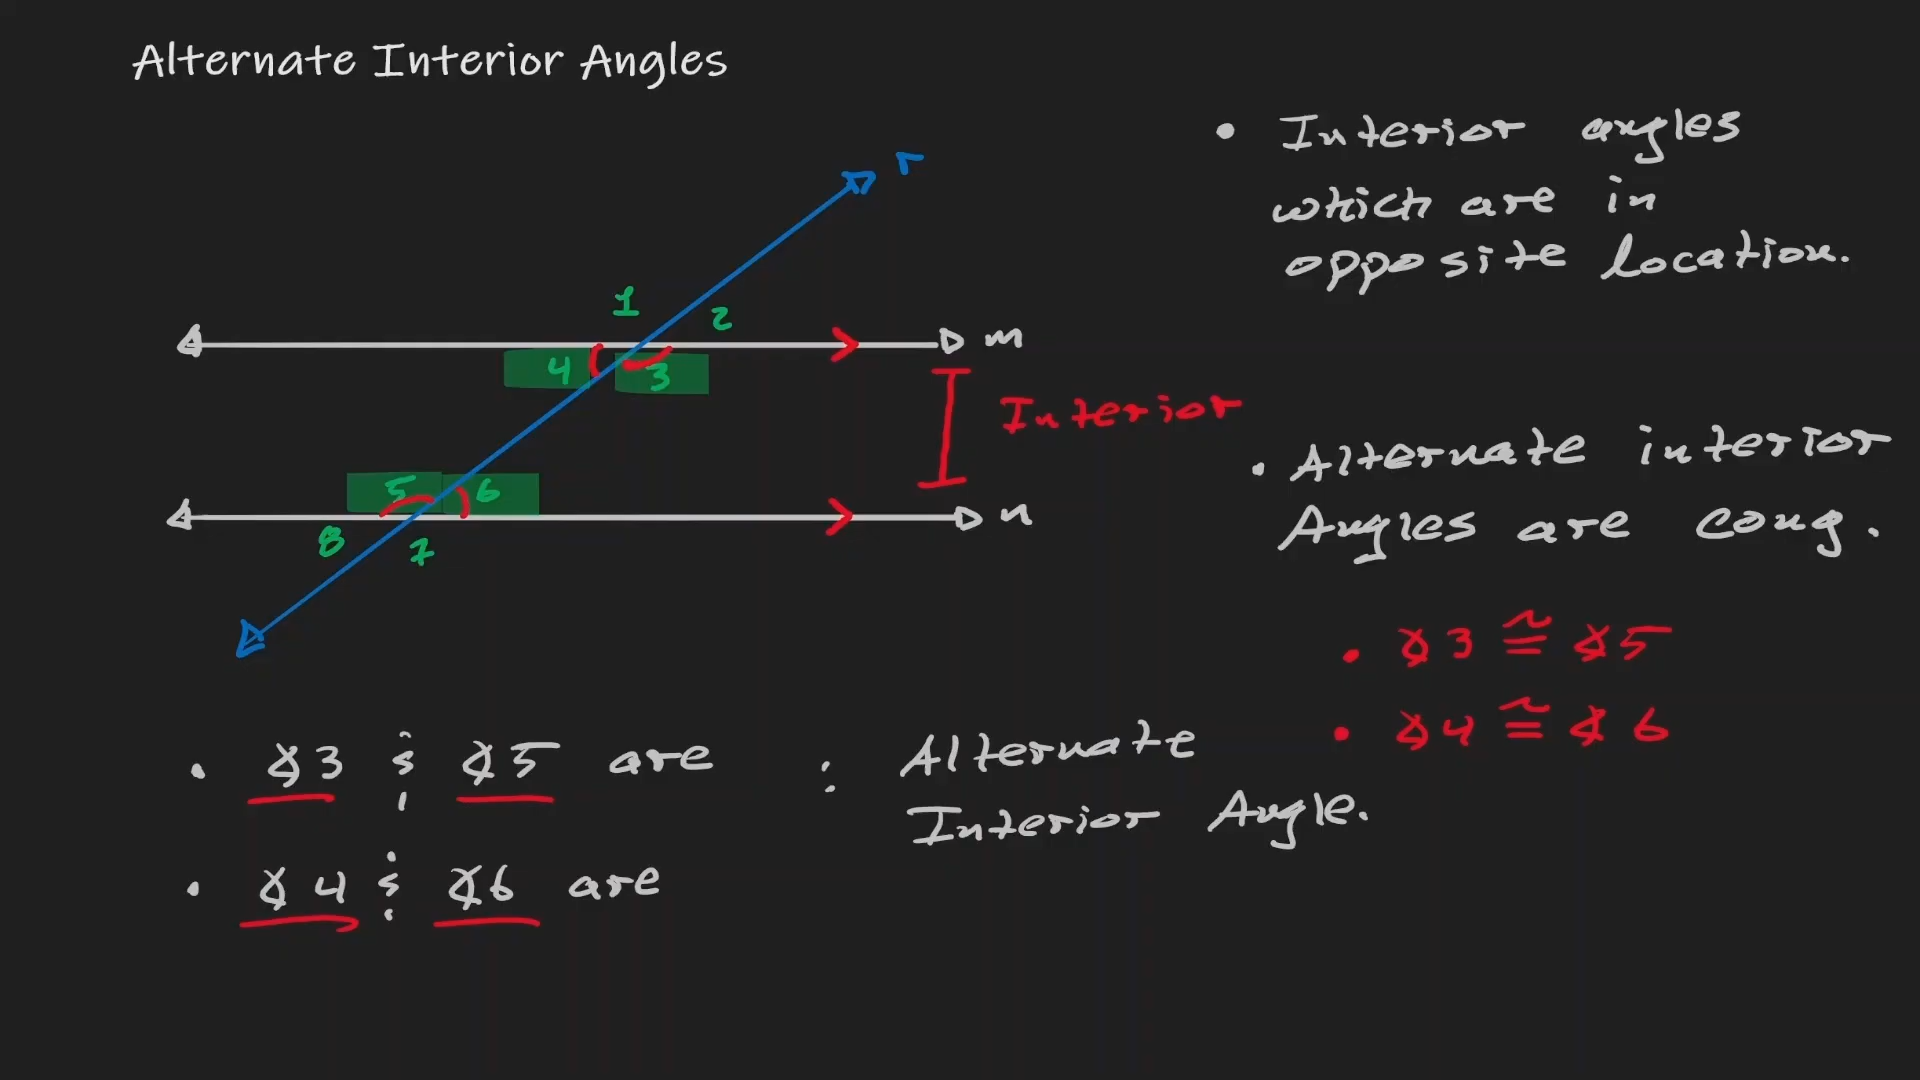 Alternate Interior Angles
• Interior angles
which are in
opposite location.
r
1 2
m
4 3
Interior
• Alternate interior
Angles are cong.
5 6
n
8 7
• ∡3 ≅ ∡5
• ∡4 ≅ ∡6
• ∡3 & ∡5 are : Alternate
Interior Angle.
• ∡4 & ∡6 are